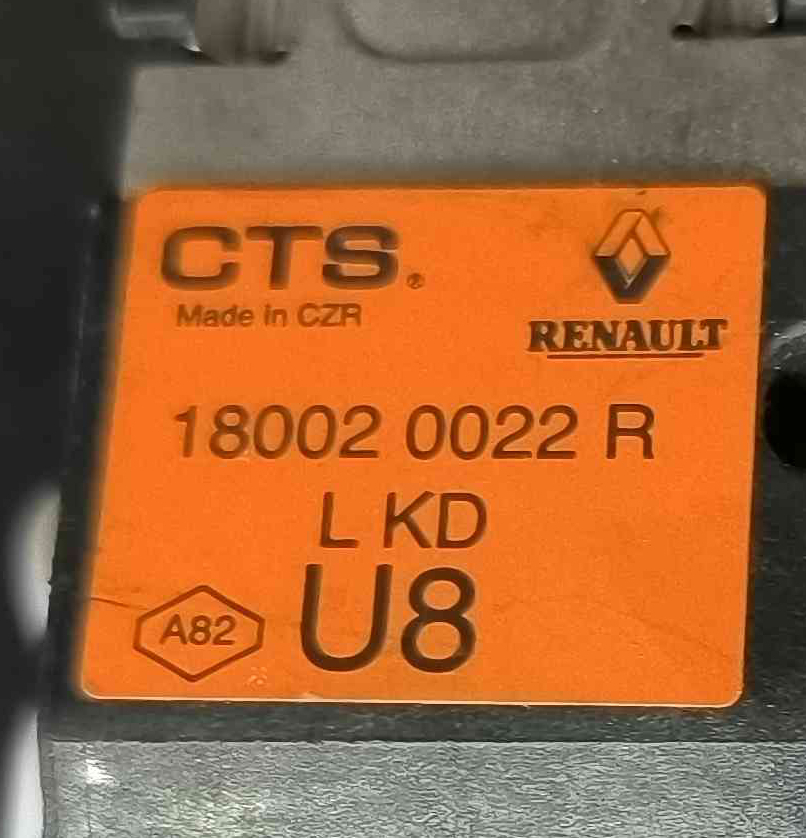 CTS®
Made in CZR
RENAULT
18002 0022 R
L KD
U8
A82